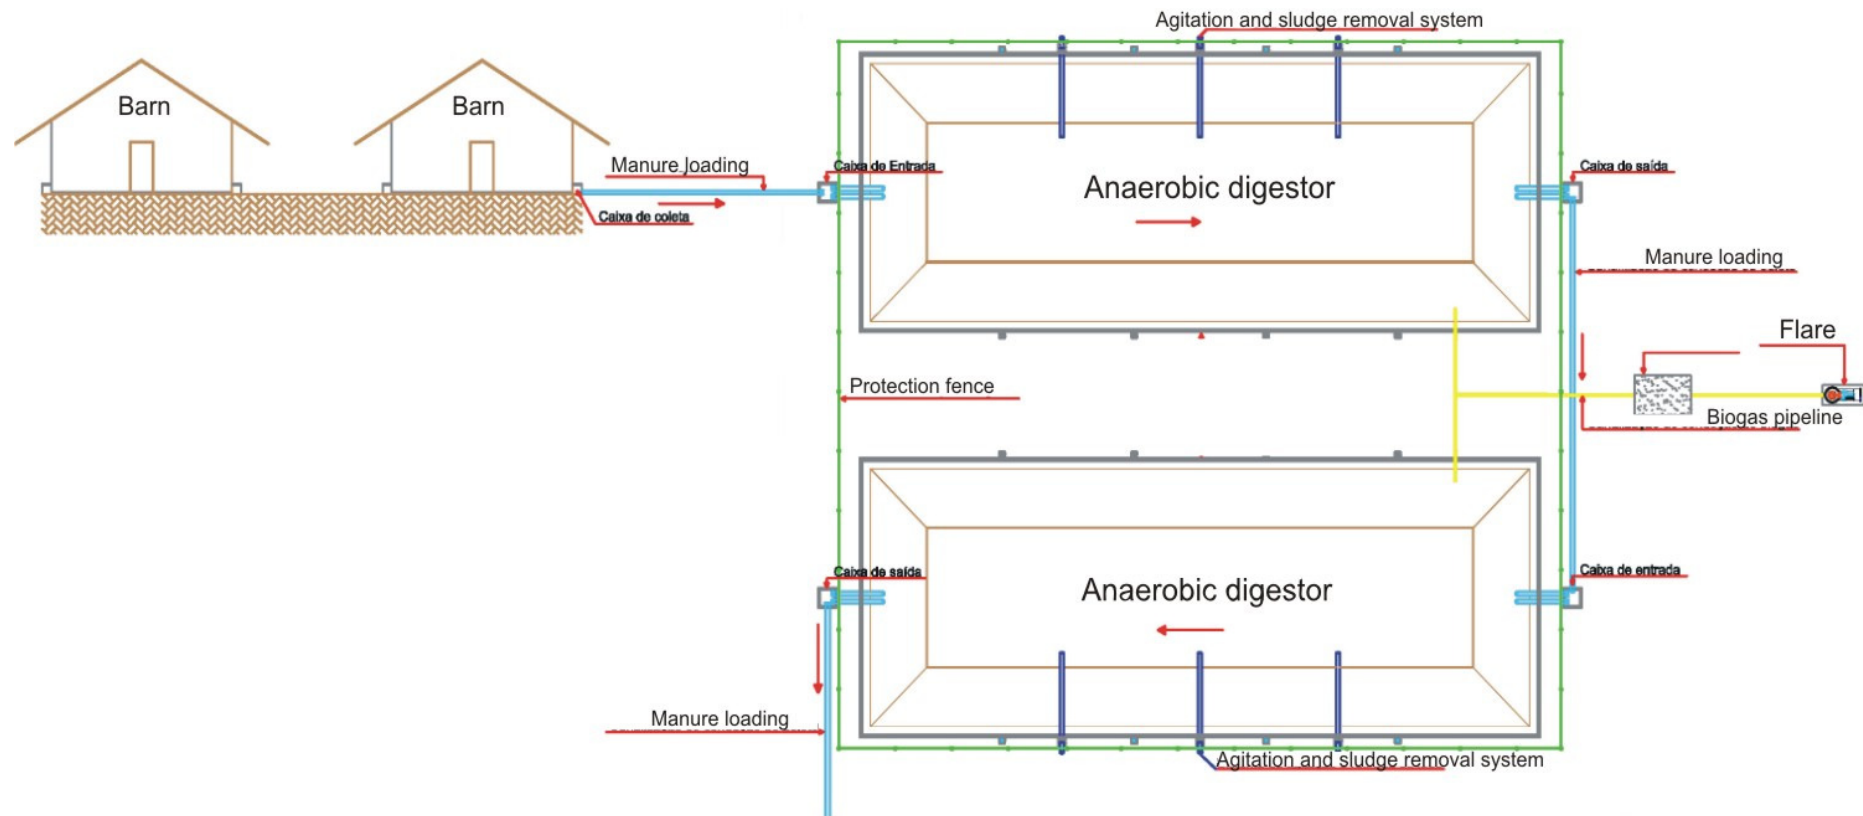 Agitation and sludge removal system
Barn
Barn
Manure loading
Caixa de Entrada
Caixa de saída
Anaerobic digestor
Caixa de coleta
Manure loading
Flare
Protection fence
Biogas pipeline
Caixa de saída
Caixa de entrada
Anaerobic digestor
Manure loading
Agitation and sludge removal system